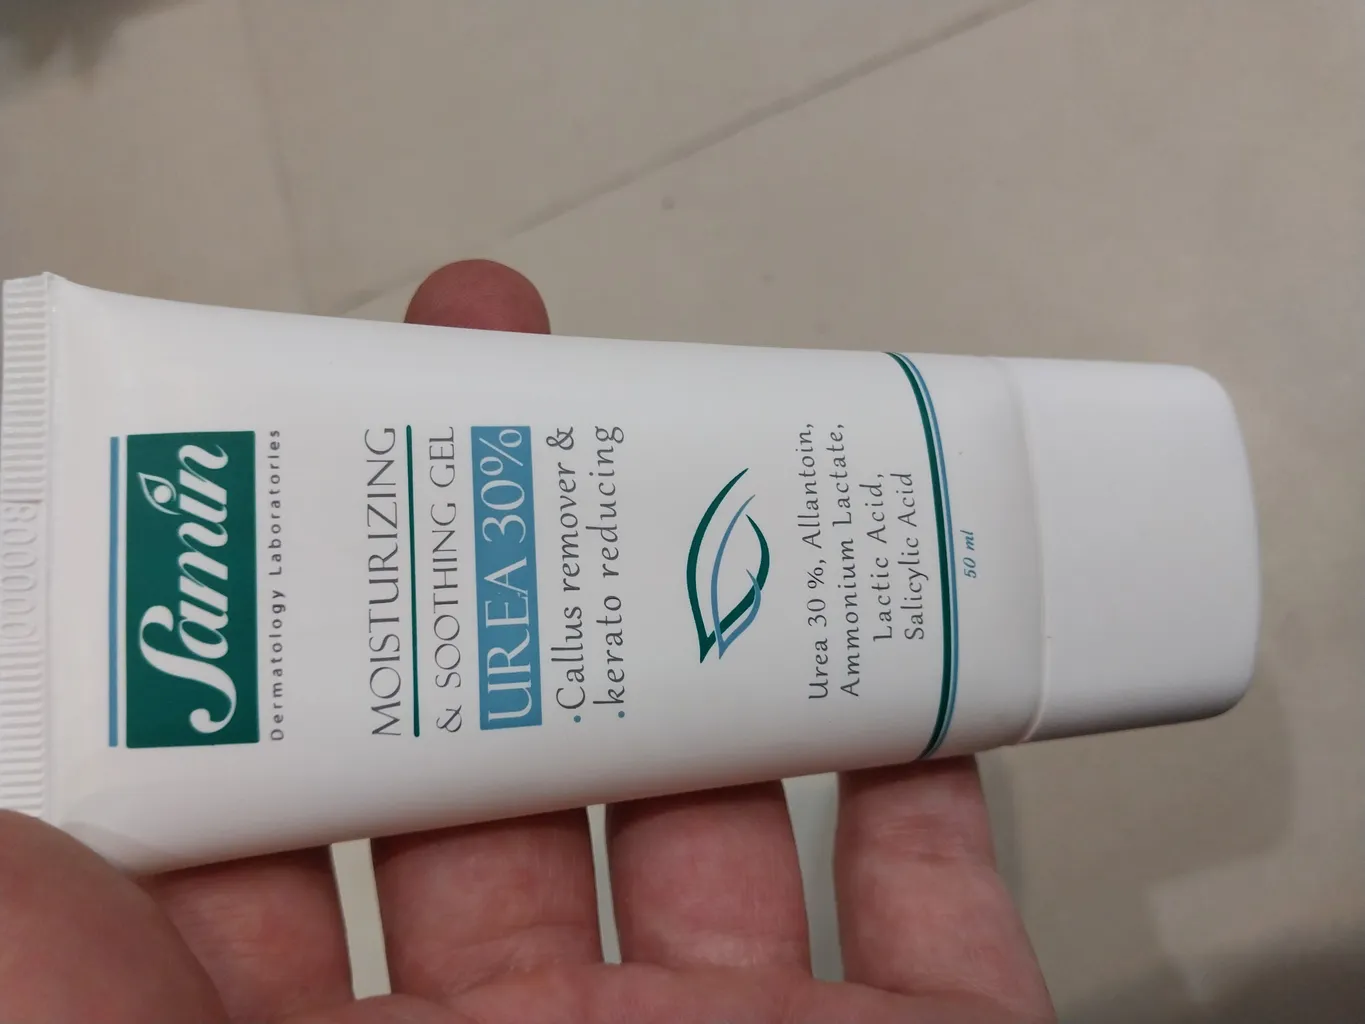 Samin
Dermatology Laboratories
MOISTURIZING
& SOOTHING GEL
UREA 30%
•Callus remover &
•kerato reducing
Urea 30 %, Allantoin,
Ammonium Lactate,
Lactic Acid,
Salicylic Acid
50 ml